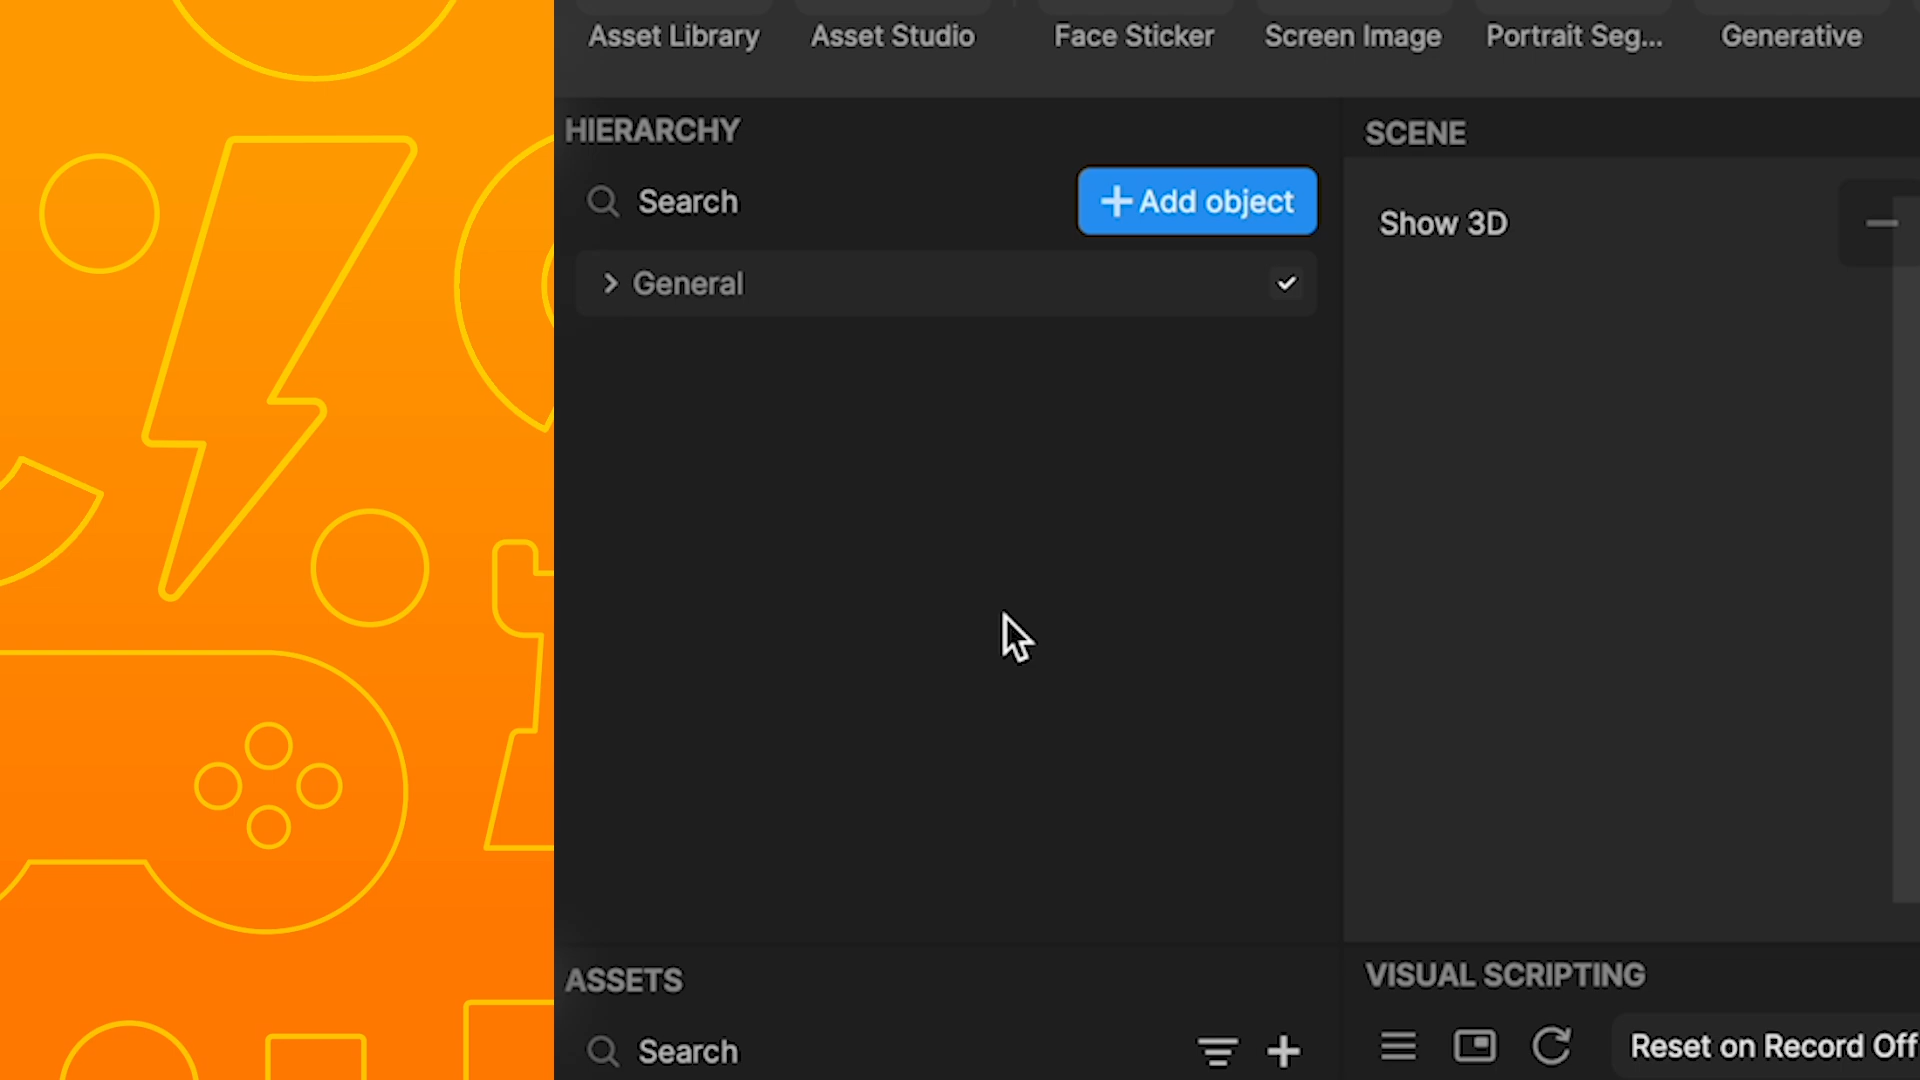 Asset Library
Asset Studio
Face Sticker
Screen Image
Portrait Seg...
Generative
HIERARCHY
Search
Add object
General
SCENE
Show 3D
ASSETS
Search
VISUAL SCRIPTING
Reset on Record Off